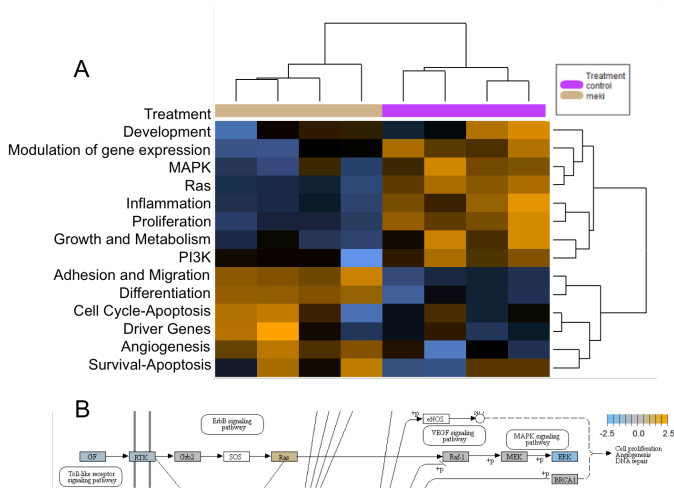 A
Treatment
control
meki
Treatment
Development
Modulation of gene expression
MAPK
Ras
Inflammation
Proliferation
Growth and Metabolism
PI3K
Adhesion and Migration
Differentiation
Cell Cycle-Apoptosis
Driver Genes
Angiogenesis
Survival-Apoptosis
B
ErbB signaling
pathway
+p
eNOS
VEGF signaling
pathway
MAPK signaling
pathway
-2.5 0.0 2.5
GF
RTK
Grb2
SOS
Ras
Raf-1
+p
MEK
+p
ERK
Cell proliferation
Angiogenesis
DNA repair
Toll-like receptor
signaling pathway
+p
+p
BRCA1